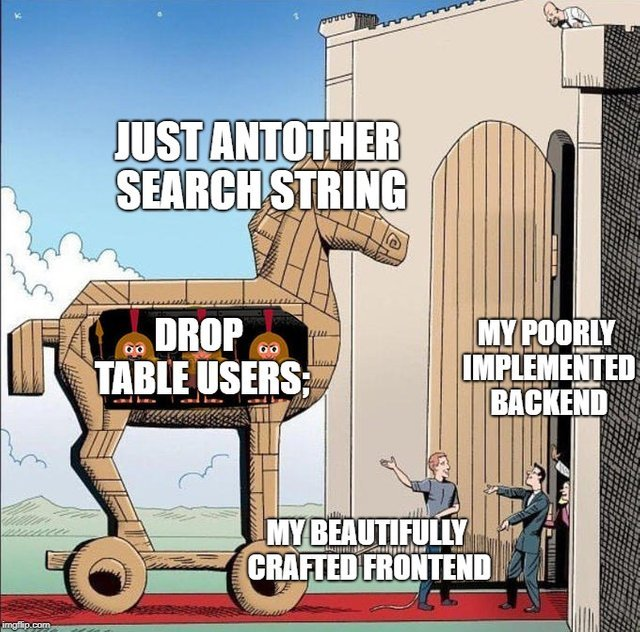 JUST ANTOTHER
SEARCH STRING
DROP
TABLE USERS;
MY POORLY
IMPLEMENTED
BACKEND
MY BEAUTIFULLY
CRAFTED FRONTEND
imgflip.com